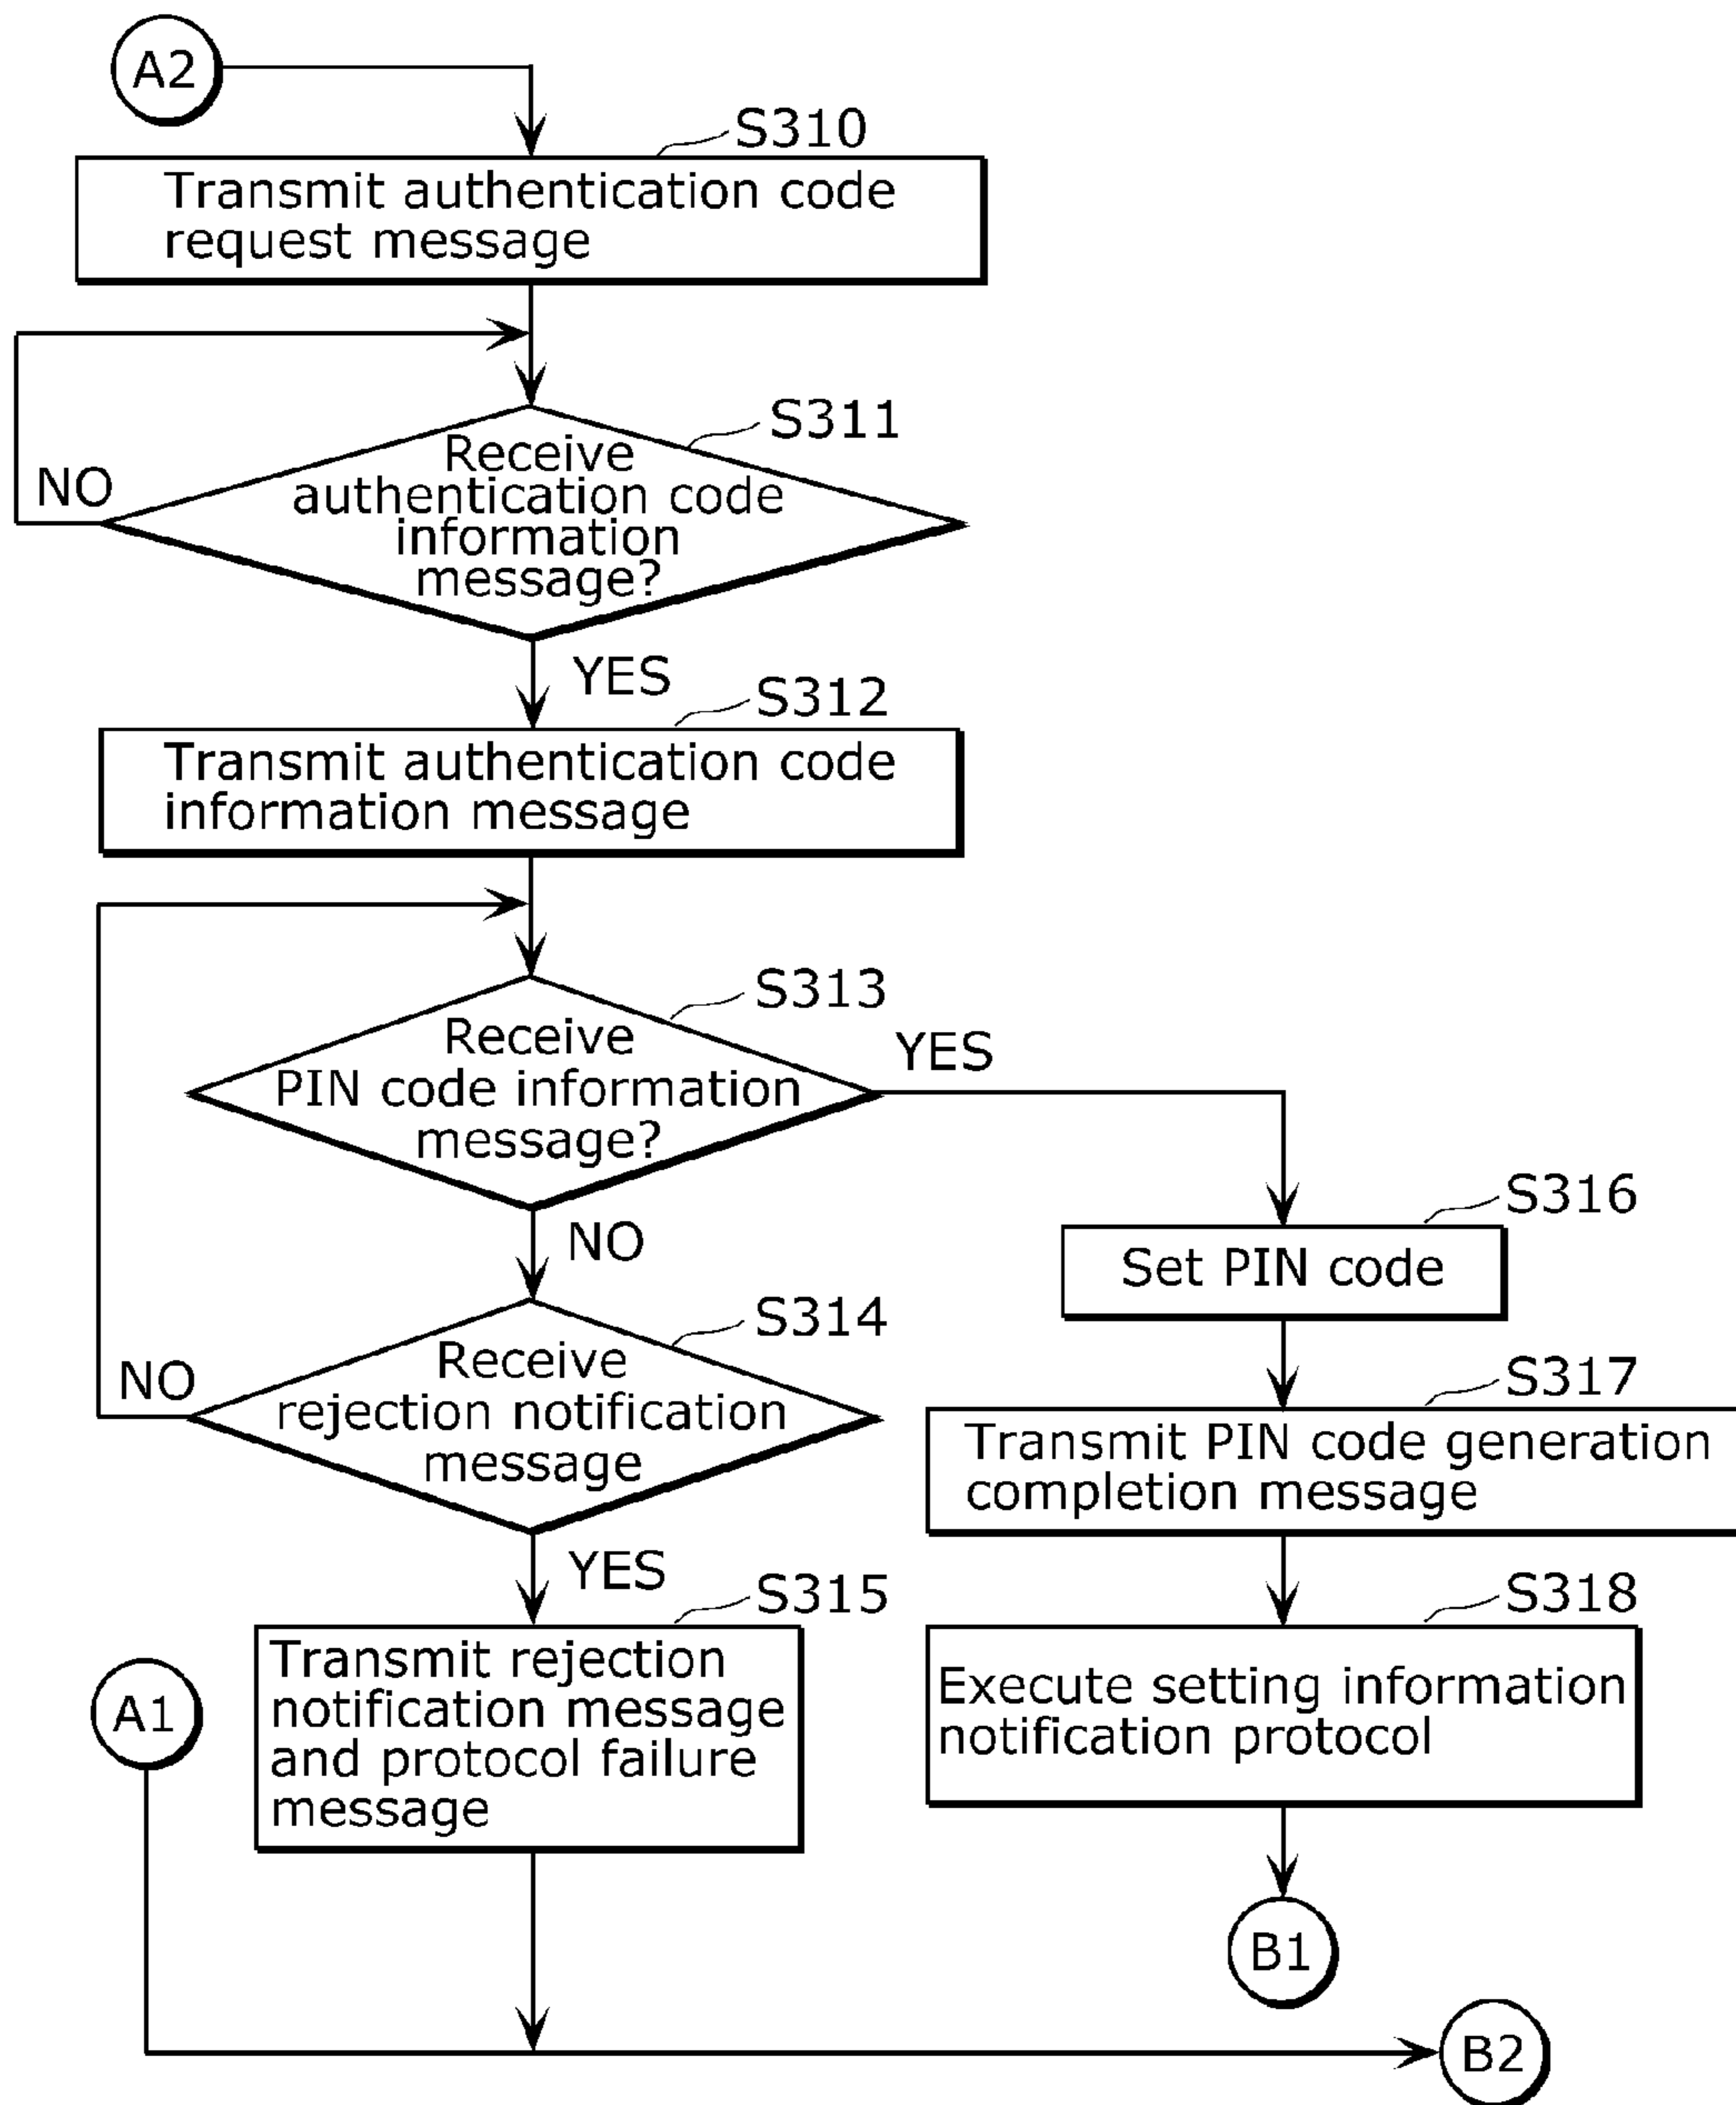 A2
S310
Transmit authentication code
request message
S311
Receive
authentication code
information
message?
NO
YES
S312
Transmit authentication code
information message
S313
Receive
PIN code information
message?
YES
NO
S316
Set PIN code
S314
Receive
rejection notification
message
NO
S317
Transmit PIN code generation
completion message
YES
S315
Transmit rejection
notification message
and protocol failure
message
S318
Execute setting information
notification protocol
A1
B1
B2